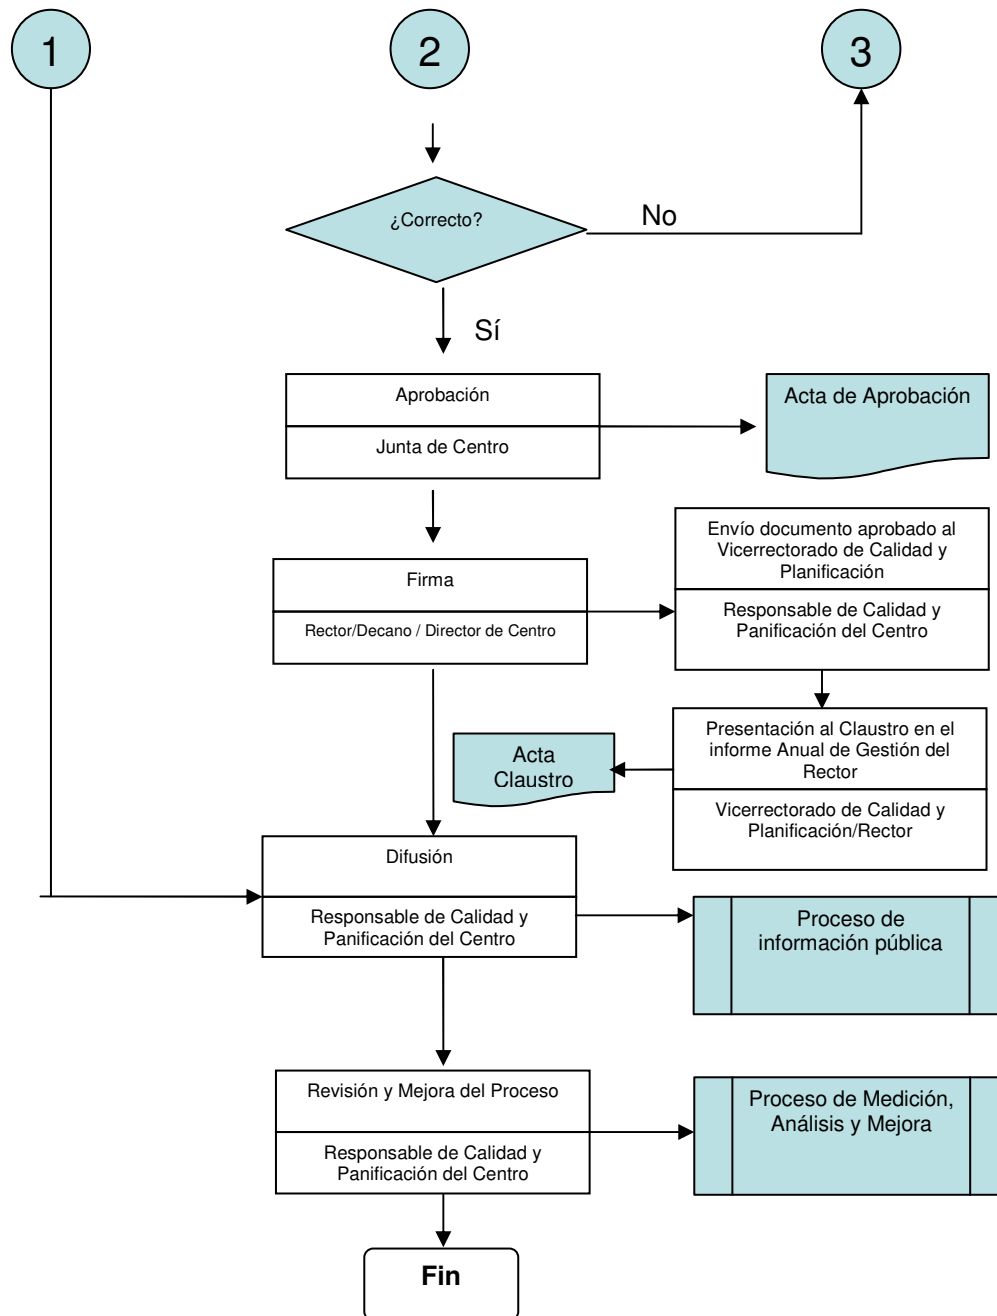 1
2
3
¿Correcto?
No
Sí
Aprobación
Junta de Centro
Acta de Aprobación
Firma
Rector/Decano / Director de Centro
Envío documento aprobado al
Vicerrectorado de Calidad y
Planificación
Responsable de Calidad y
Panificación del Centro
Presentación al Claustro en el
informe Anual de Gestión del
Rector
Vicerrectorado de Calidad y
Planificación/Rector
Acta
Claustro
Difusión
Responsable de Calidad y
Panificación del Centro
Proceso de
información pública
Revisión y Mejora del Proceso
Responsable de Calidad y
Panificación del Centro
Proceso de Medición,
Análisis y Mejora
Fin